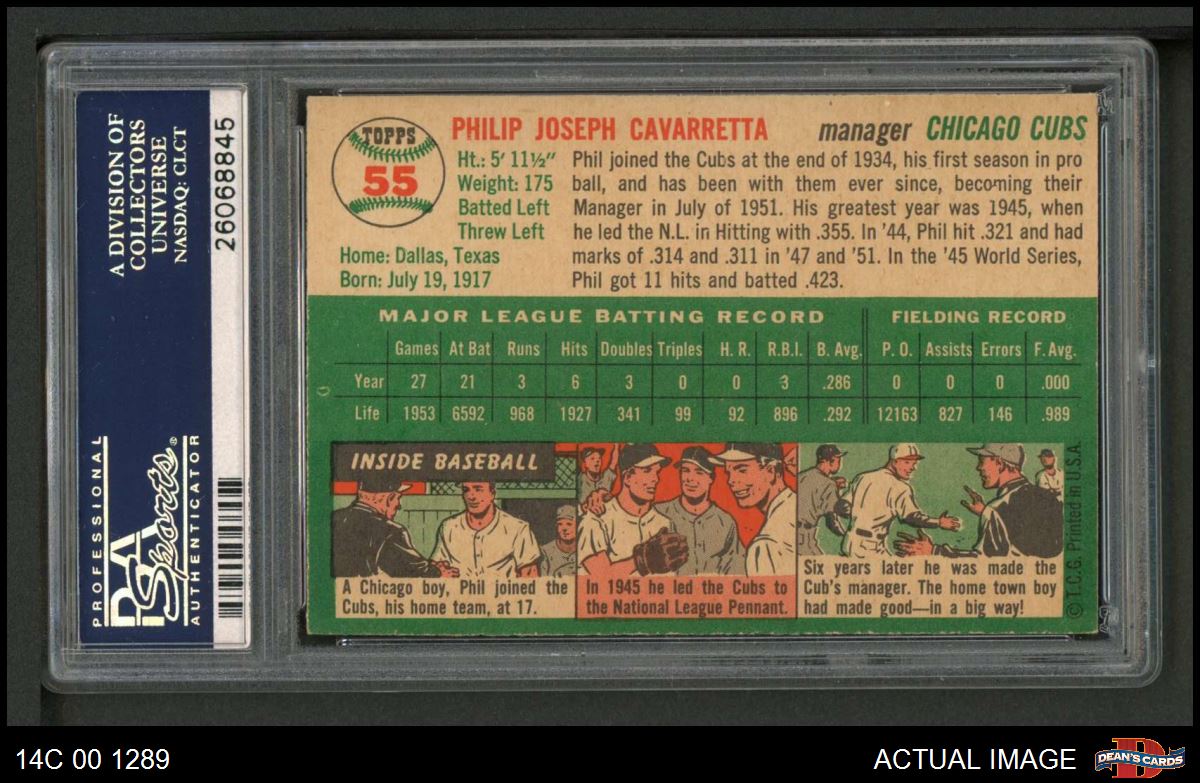 A DIVISION OF
COLLECTORS
UNIVERSE
NASDAQ: CLCT
26068845
PROFESSIONAL
PSA
Sports®
AUTHENTICATOR
TOPPS
55
PHILIP JOSEPH CAVARRETTA manager CHICAGO CUBS
Ht.: 5' 11½"
Weight: 175
Batted Left
Threw Left
Home: Dallas, Texas
Born: July 19, 1917
Phil joined the Cubs at the end of 1934, his first season in pro
ball, and has been with them ever since, becoming their
Manager in July of 1951. His greatest year was 1945, when
he led the N.L. in Hitting with .355. In '44, Phil hit .321 and had
marks of .314 and .311 in '47 and '51. In the '45 World Series,
Phil got 11 hits and batted .423.
MAJOR LEAGUE BATTING RECORD FIELDING RECORD
Games At Bat Runs Hits Doubles Triples H. R. R.B.I. B. Avg. P. O. Assists Errors F. Avg.
Year 27 21 3 6 3 0 0 3 .286 0 0 0 .000
Life 1953 6592 968 1927 341 99 92 896 .292 12163 827 146 .989
INSIDE BASEBALL
A Chicago boy, Phil joined the
Cubs, his home team, at 17.
In 1945 he led the Cubs to
the National League Pennant.
Six years later he was made the
Cub's manager. The home town boy
had made good—in a big way!
© T.C.G. Printed in U.S.A.
14C 00 1289
ACTUAL IMAGE
D
DEAN'S CARDS